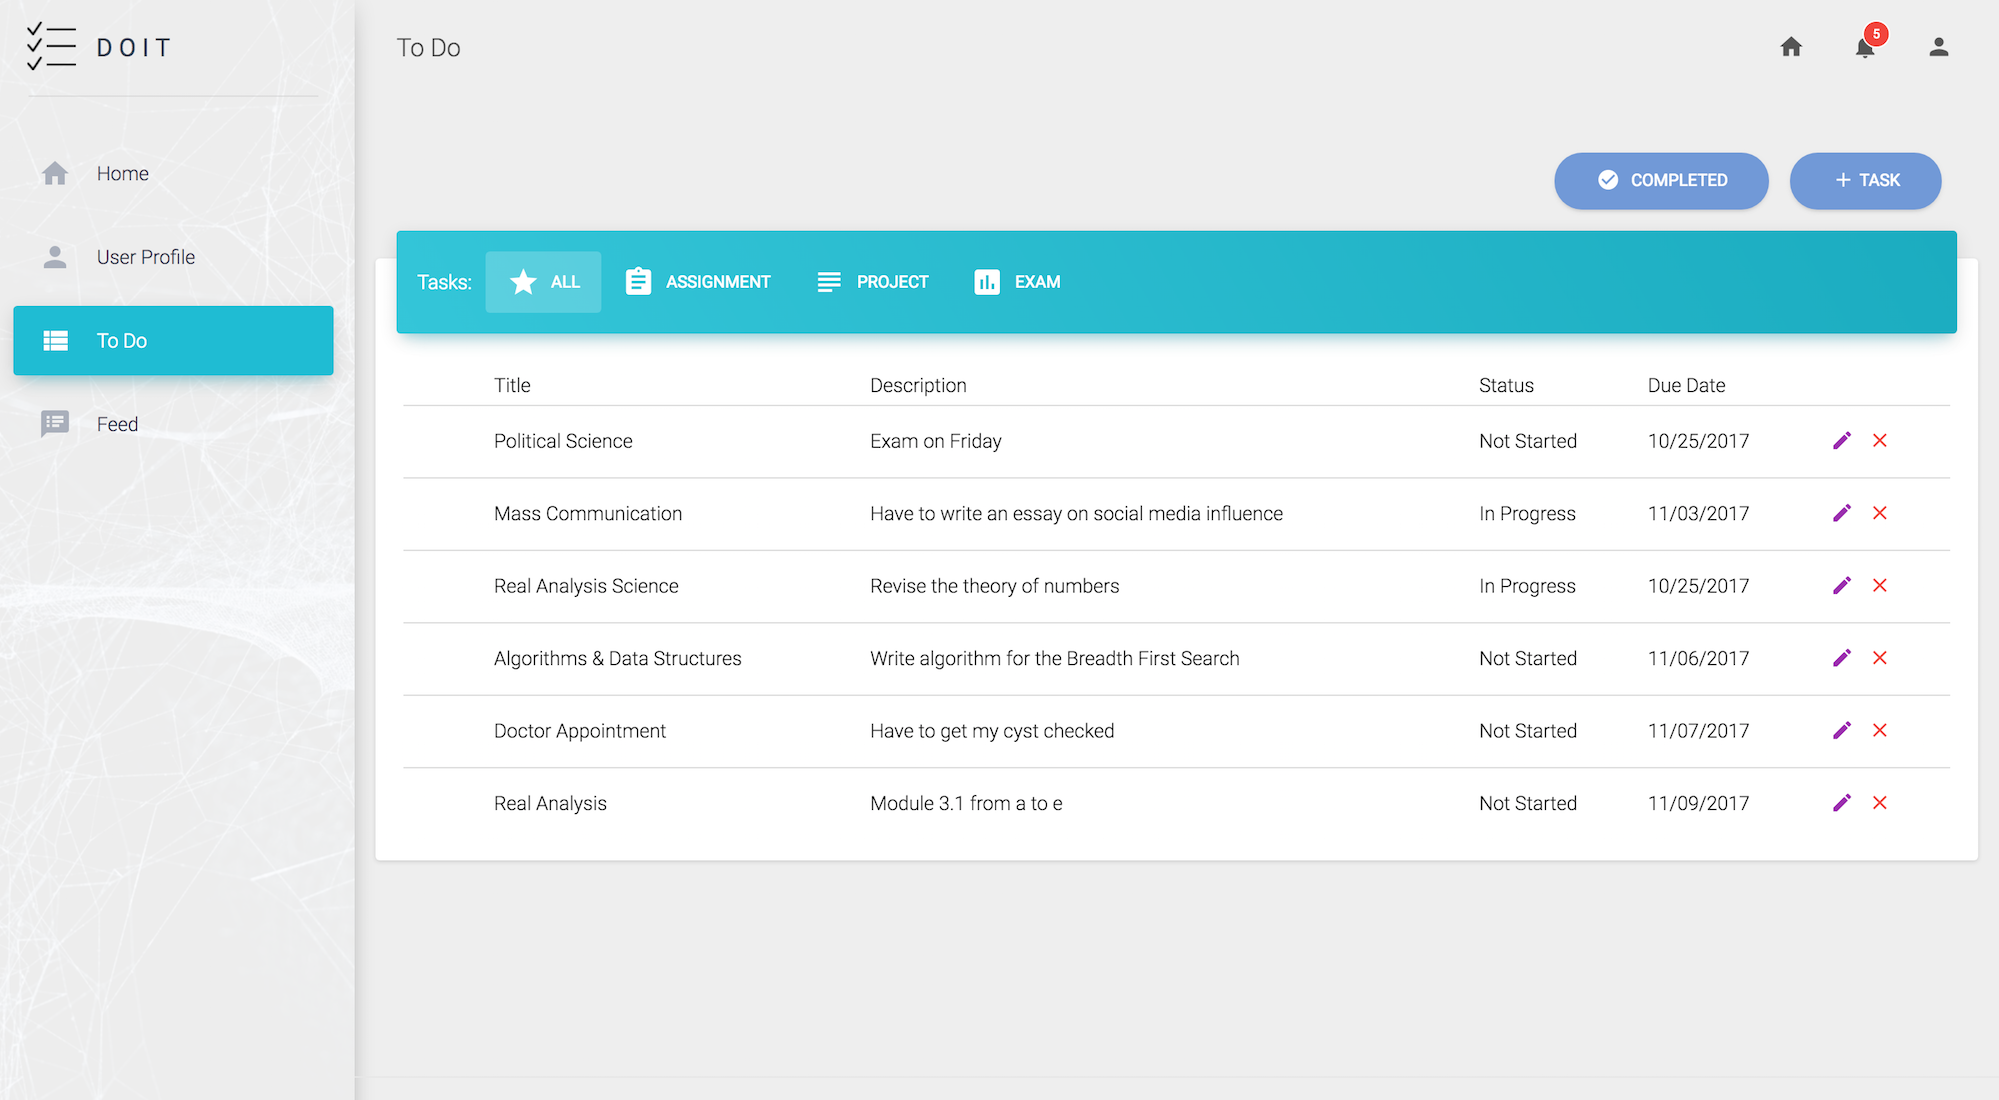 DOIT
To Do
5
Home
User Profile
To Do
Feed
COMPLETED
+ TASK
Tasks: ALL ASSIGNMENT PROJECT EXAM
Title Description Status Due Date
Political Science Exam on Friday Not Started 10/25/2017
Mass Communication Have to write an essay on social media influence In Progress 11/03/2017
Real Analysis Science Revise the theory of numbers In Progress 10/25/2017
Algorithms & Data Structures Write algorithm for the Breadth First Search Not Started 11/06/2017
Doctor Appointment Have to get my cyst checked Not Started 11/07/2017
Real Analysis Module 3.1 from a to e Not Started 11/09/2017